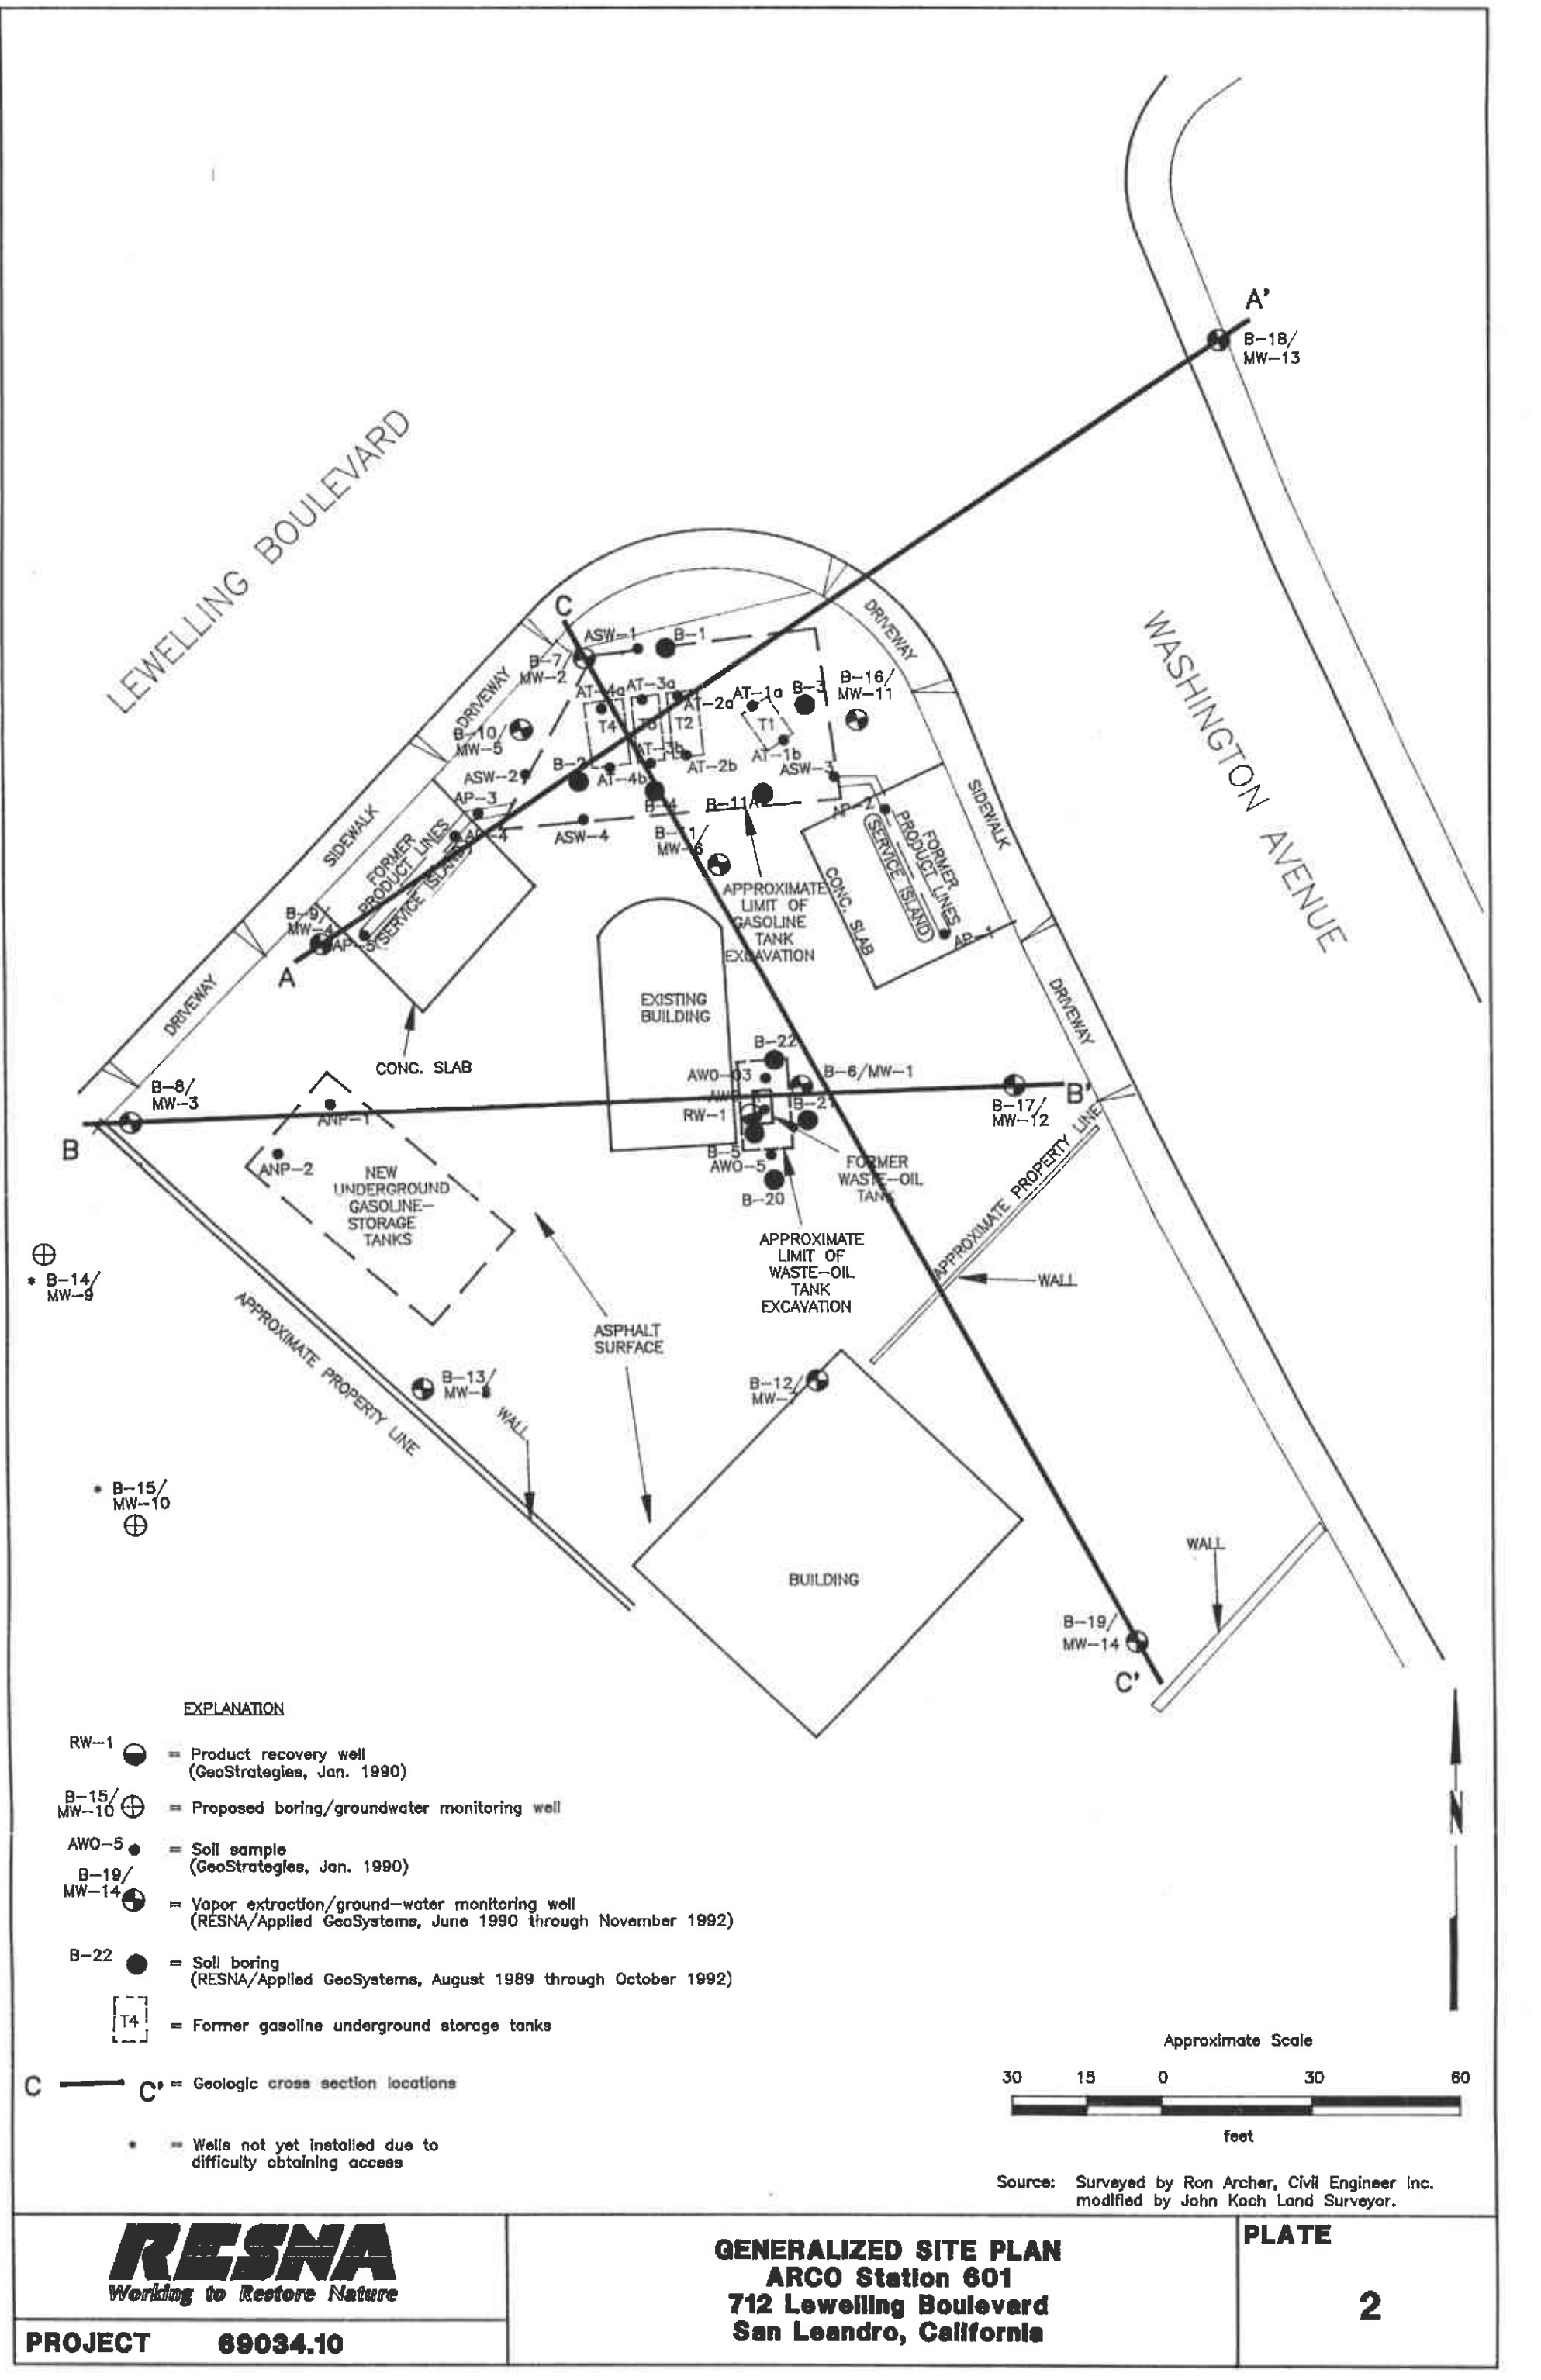 A'
B-18/
MW-13
LEWELLING BOULEVARD
WASHINGTON AVENUE
C
ASW-1
B-1
DRIVEWAY
B-7/
MW-2
DRIVEWAY
AT-4a
AT-3a
AT-2a
AT-1a
B-3
B-16/
MW-11
T4
T2
T1
B-10/
MW-5
AT-3b
AT-2b
AT-1b
ASW-2
AT-4b
ASW-3
AP-3
B-4
B-11A
SIDEWALK
SIDEWALK
ASW-4
B-11/
MW-6
FORMER
PRODUCT LINES
SERVICE ISLAND
FORMER
PRODUCT LINES
SERVICE ISLAND
CONC. SLAB
APPROXIMATE
LIMIT OF
GASOLINE
TANK
EXCAVATION
B-9/
MW-4
AP-5
AP-1
A
DRIVEWAY
DRIVEWAY
EXISTING
BUILDING
CONC. SLAB
B-22
AWO-03
B-6/MW-1
B-8/
MW-3
B'
ANP-1
RW-1
B-21
B-17/
MW-12
B
B-5
AWO-5
B-20
ANP-2
NEW
UNDERGROUND
GASOLINE-
STORAGE
TANKS
FORMER
WASTE-OIL
TANK
APPROXIMATE PROPERTY LINE
APPROXIMATE
LIMIT OF
WASTE-OIL
TANK
EXCAVATION
WALL
* B-14/
MW-9
APPROXIMATE PROPERTY LINE
ASPHALT
SURFACE
B-13/
MW-8
WALL
B-12/
MW-7
* B-15/
MW-10
BUILDING
WALL
B-19/
MW-14
C'
EXPLANATION
RW-1 = Product recovery well
(GeoStrategies, Jan. 1990)
B-15/
MW-10 = Proposed boring/groundwater monitoring well
AWO-5 = Soil sample
(GeoStrategies, Jan. 1990)
B-19/
MW-14 = Vapor extraction/ground-water monitoring well
(RESNA/Applied GeoSystems, June 1990 through November 1992)
B-22 = Soil boring
(RESNA/Applied GeoSystems, August 1989 through October 1992)
T4 = Former gasoline underground storage tanks
C C' = Geologic cross section locations
* = Wells not yet installed due to
difficulty obtaining access
N
Approximate Scale
30 15 0 30 60
feet
Source: Surveyed by Ron Archer, Civil Engineer Inc.
modified by John Koch Land Surveyor.
RESNA
Working to Restore Nature
PROJECT 69034.10
GENERALIZED SITE PLAN
ARCO Station 601
712 Lewelling Boulevard
San Leandro, California
PLATE
2